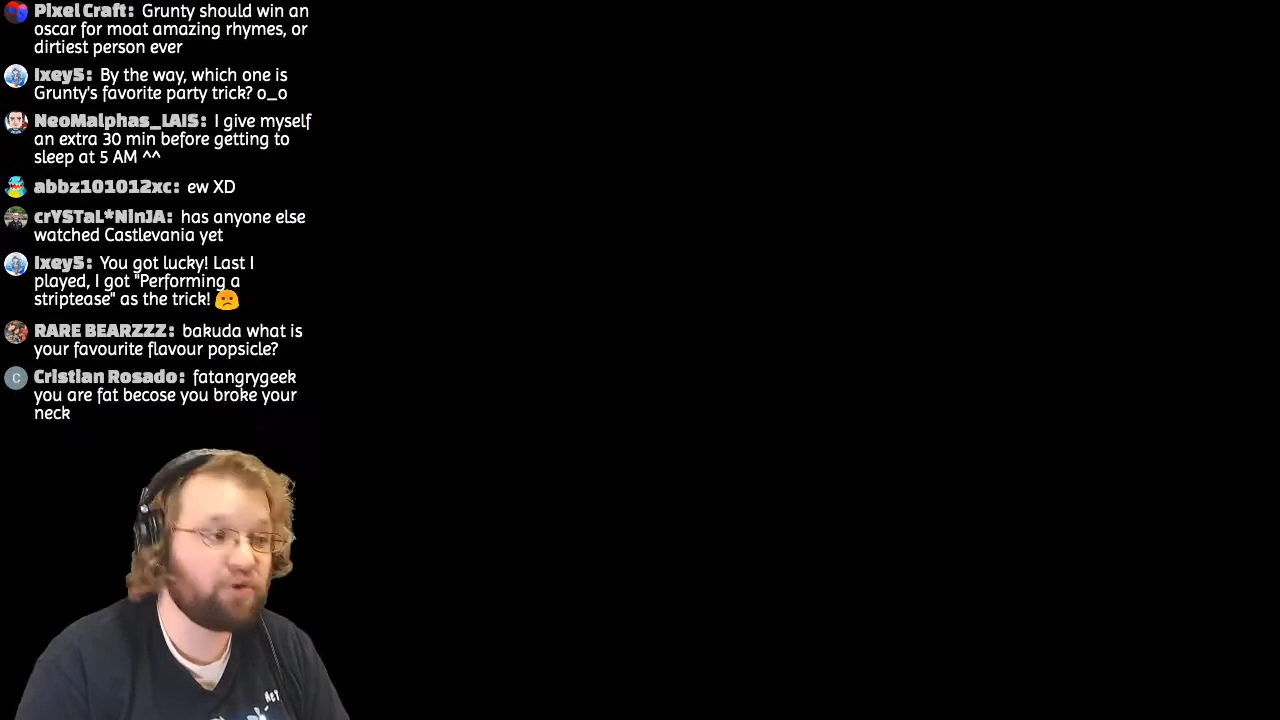 Pixel Craft: Grunty should win an
oscar for moat amazing rhymes, or
dirtiest person ever
Ixey5: By the way, which one is
Grunty's favorite party trick? o_o
NeoMalphas_LAIS: I give myself
an extra 30 min before getting to
sleep at 5 AM ^^
abbz101012xc: ew XD
crYSTaL*NinJA: has anyone else
watched Castlevania yet
Ixey5: You got lucky! Last I
played, I got "Performing a
striptease" as the trick!
RARE BEARZZZ: bakuda what is
your favourite flavour popsicle?
C Cristian Rosado: fatangrygeek
you are fat becose you broke your
neck